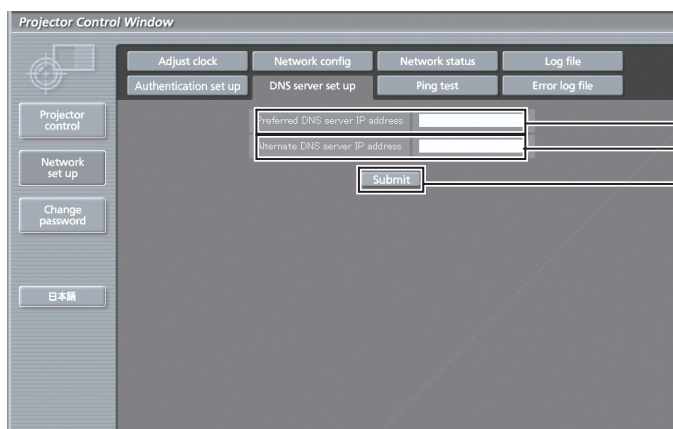 Projector Control Window
Adjust clock
Network config
Network status
Log file
Authentication set up
DNS server set up
Ping test
Error log file
Projector
control
Network
set up
Change
password
日本語
Preferred DNS server IP address
Alternate DNS server IP address
Submit